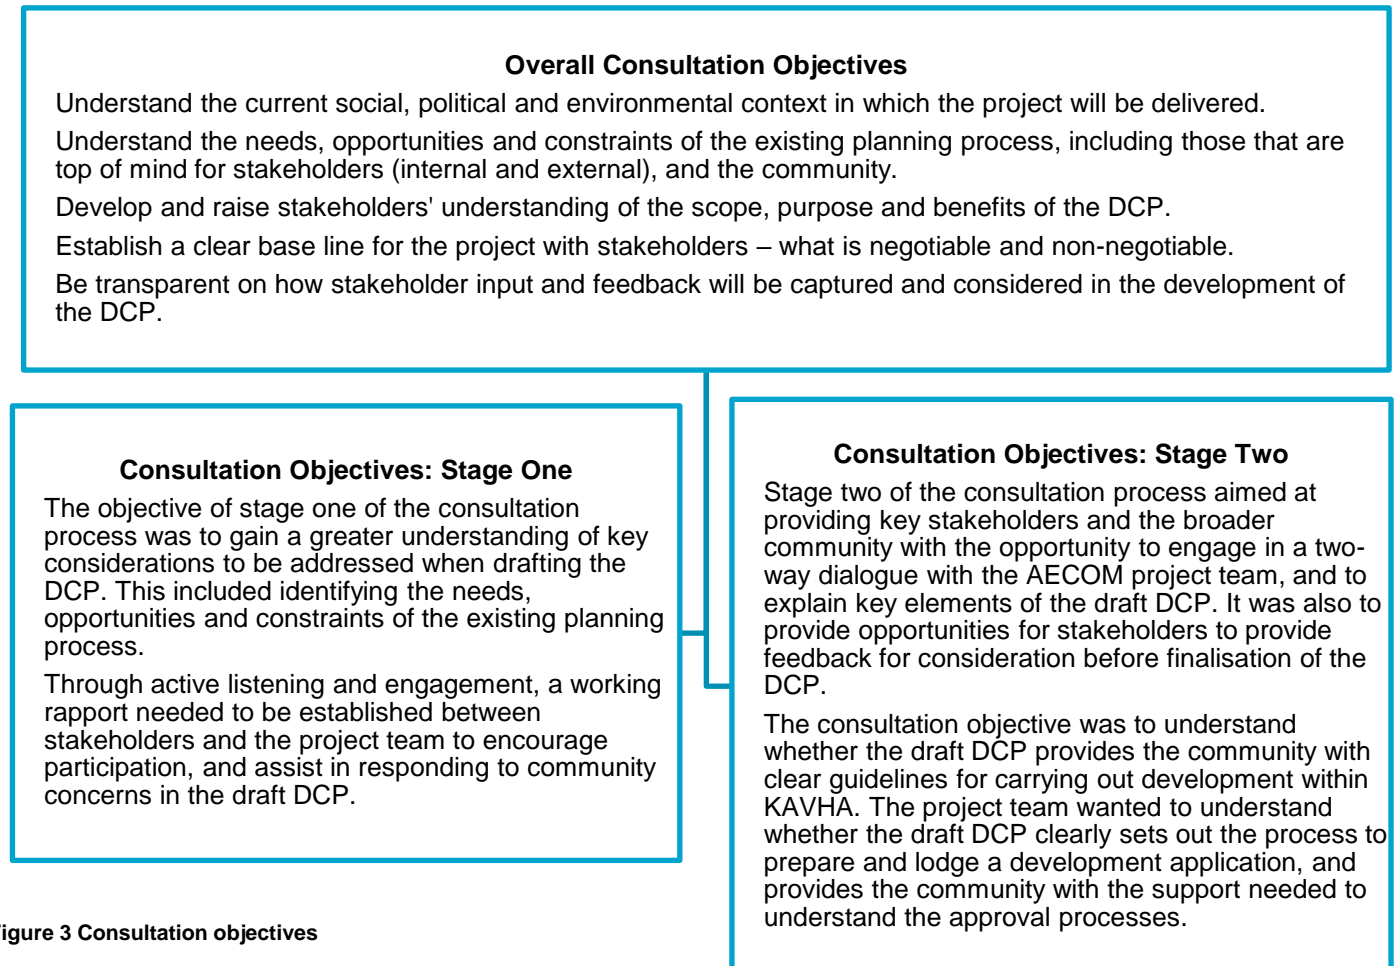 Overall Consultation Objectives
Understand the current social, political and environmental context in which the project will be delivered.
Understand the needs, opportunities and constraints of the existing planning process, including those that are
top of mind for stakeholders (internal and external), and the community.
Develop and raise stakeholders' understanding of the scope, purpose and benefits of the DCP.
Establish a clear base line for the project with stakeholders – what is negotiable and non-negotiable.
Be transparent on how stakeholder input and feedback will be captured and considered in the development of
the DCP.
Consultation Objectives: Stage One
The objective of stage one of the consultation
process was to gain a greater understanding of key
considerations to be addressed when drafting the
DCP. This included identifying the needs,
opportunities and constraints of the existing planning
process.
Through active listening and engagement, a working
rapport needed to be established between
stakeholders and the project team to encourage
participation, and assist in responding to community
concerns in the draft DCP.
Consultation Objectives: Stage Two
Stage two of the consultation process aimed at
providing key stakeholders and the broader
community with the opportunity to engage in a two-
way dialogue with the AECOM project team, and to
explain key elements of the draft DCP. It was also to
provide opportunities for stakeholders to provide
feedback for consideration before finalisation of the
DCP.
The consultation objective was to understand
whether the draft DCP provides the community with
clear guidelines for carrying out development within
KAVHA. The project team wanted to understand
whether the draft DCP clearly sets out the process to
prepare and lodge a development application, and
provides the community with the support needed to
understand the approval processes.
igure 3 Consultation objectives